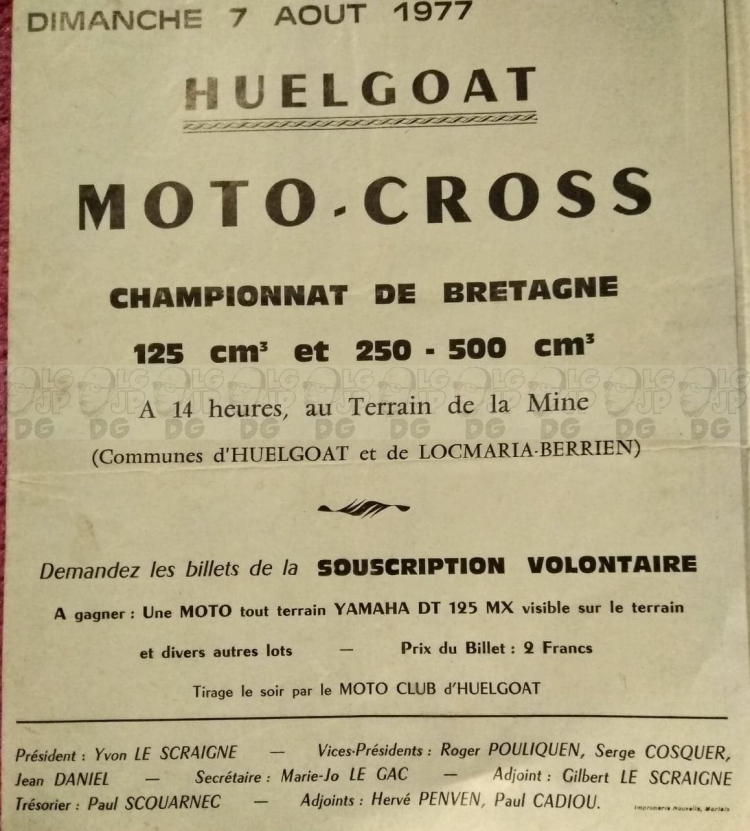 DIMANCHE 7 AOUT 1977
HUELGOAT
MOTO-CROSS
CHAMPIONNAT DE BRETAGNE
125 cm³ et 250 - 500 cm³
A 14 heures, au Terrain de la Mine
(Communes d'HUELGOAT et de LOCMARIA-BERRIEN)
Demandez les billets de la SOUSCRIPTION VOLONTAIRE
A gagner : Une MOTO tout terrain YAMAHA DT 125 MX visible sur le terrain
et divers autres lots — Prix du Billet : 2 Francs
Tirage le soir par le MOTO CLUB d'HUELGOAT
Président : Yvon LE SCRAIGNE — Vices-Présidents : Roger POULIQUEN, Serge COSQUER,
Jean DANIEL — Secrétaire : Marie-Jo LE GAC — Adjoint : Gilbert LE SCRAIGNE
Trésorier : Paul SCOUARNEC — Adjoints : Hervé PENVEN, Paul CADIOU.
Imprimerie Nouvelle, Morlaix